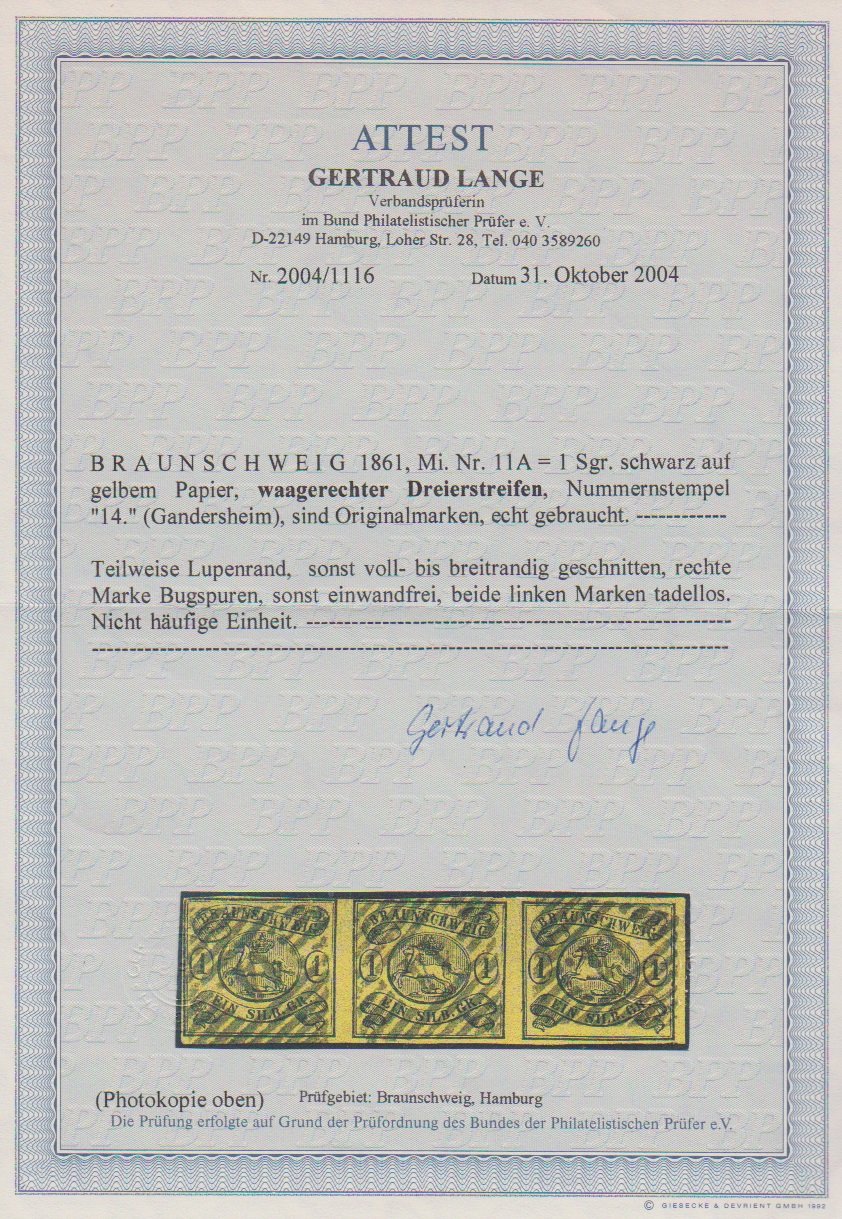 ATTEST
GERTRAUD LANGE
Verbandsprüferin
im Bund Philatelistischer Prüfer e. V.
D-22149 Hamburg, Loher Str. 28, Tel. 040 3589260
Nr. 2004/1116 Datum 31. Oktober 2004
B R A U N S C H W E I G 1861, Mi. Nr. 11A = 1 Sgr. schwarz auf
gelbem Papier, waagerechter Dreierstreifen, Nummernstempel
"14." (Gandersheim), sind Originalmarken, echt gebraucht. ------------
Teilweise Lupenrand, sonst voll- bis breitrandig geschnitten, rechte
Marke Bugspuren, sonst einwandfrei, beide linken Marken tadellos.
Nicht häufige Einheit. ---------------------------------------------------------
-------------------------------------------------------------------------------------
Gertraud Lange
BRAUNSCHWEIG BRAUNSCHWEIG BRAUNSCHWEIG
1 1 1 1 1 1
EIN SILB.GR. EIN SILB.GR. EIN SILB.GR.
(Photokopie oben) Prüfgebiet: Braunschweig, Hamburg
Die Prüfung erfolgte auf Grund der Prüfordnung des Bundes der Philatelistischen Prüfer e.V.
© GIESECKE & DEVRIENT GMBH 1992